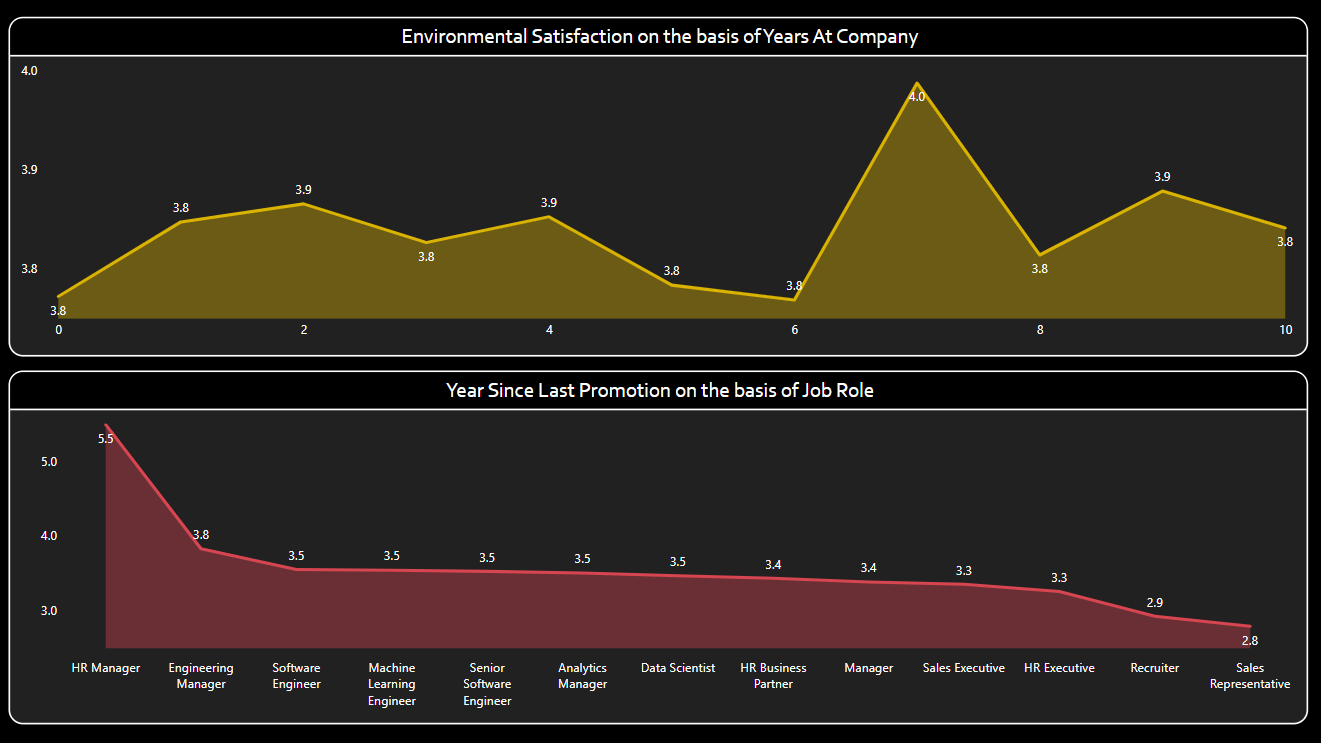 Environmental Satisfaction on the basis of Years At Company
4.0
3.9
3.8
3.8
3.8
3.9
3.8
3.9
3.8
3.8
4.0
3.8
3.9
3.8
0 2 4 6 8 10
Year Since Last Promotion on the basis of Job Role
5.0
4.0
3.0
5.5
3.8
3.5
3.5
3.5
3.5
3.5
3.4
3.4
3.3
3.3
2.9
2.8
HR Manager
Engineering
Manager
Software
Engineer
Machine
Learning
Engineer
Senior
Software
Engineer
Analytics
Manager
Data Scientist
HR Business
Partner
Manager
Sales Executive
HR Executive
Recruiter
Sales
Representative